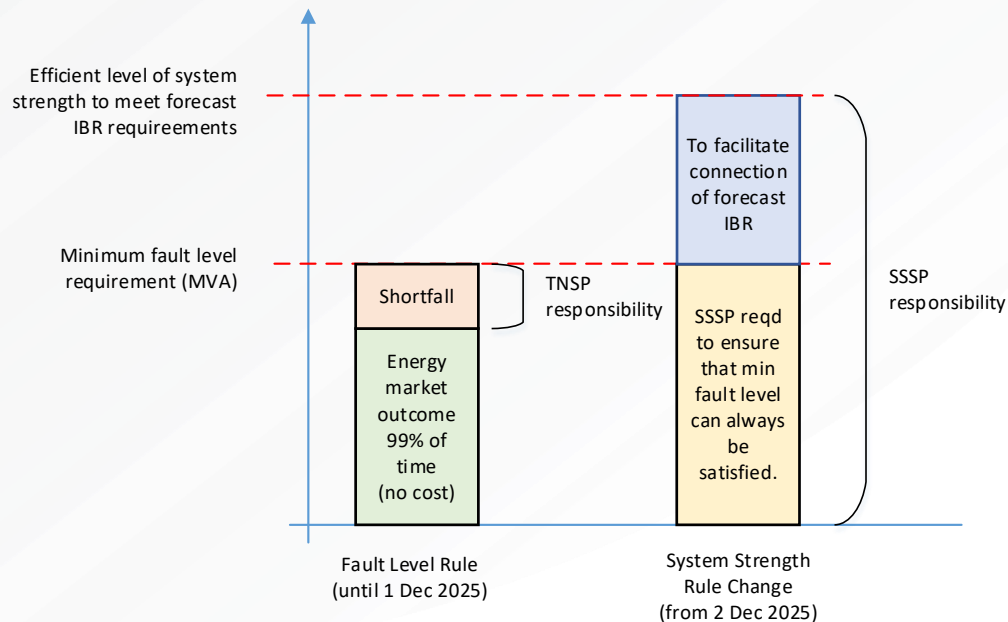 Efficient level of system
strength to meet forecast
IBR requireements
Minimum fault level
requirement (MVA)
Shortfall
Energy
market
outcome
99% of
time
(no cost)
TNSP
responsibility
To facilitate
connection
of forecast
IBR
SSSP reqd
to ensure
that min
fault level
can always
be
satisfied.
SSSP
responsibility
Fault Level Rule
(until 1 Dec 2025)
System Strength
Rule Change
(from 2 Dec 2025)